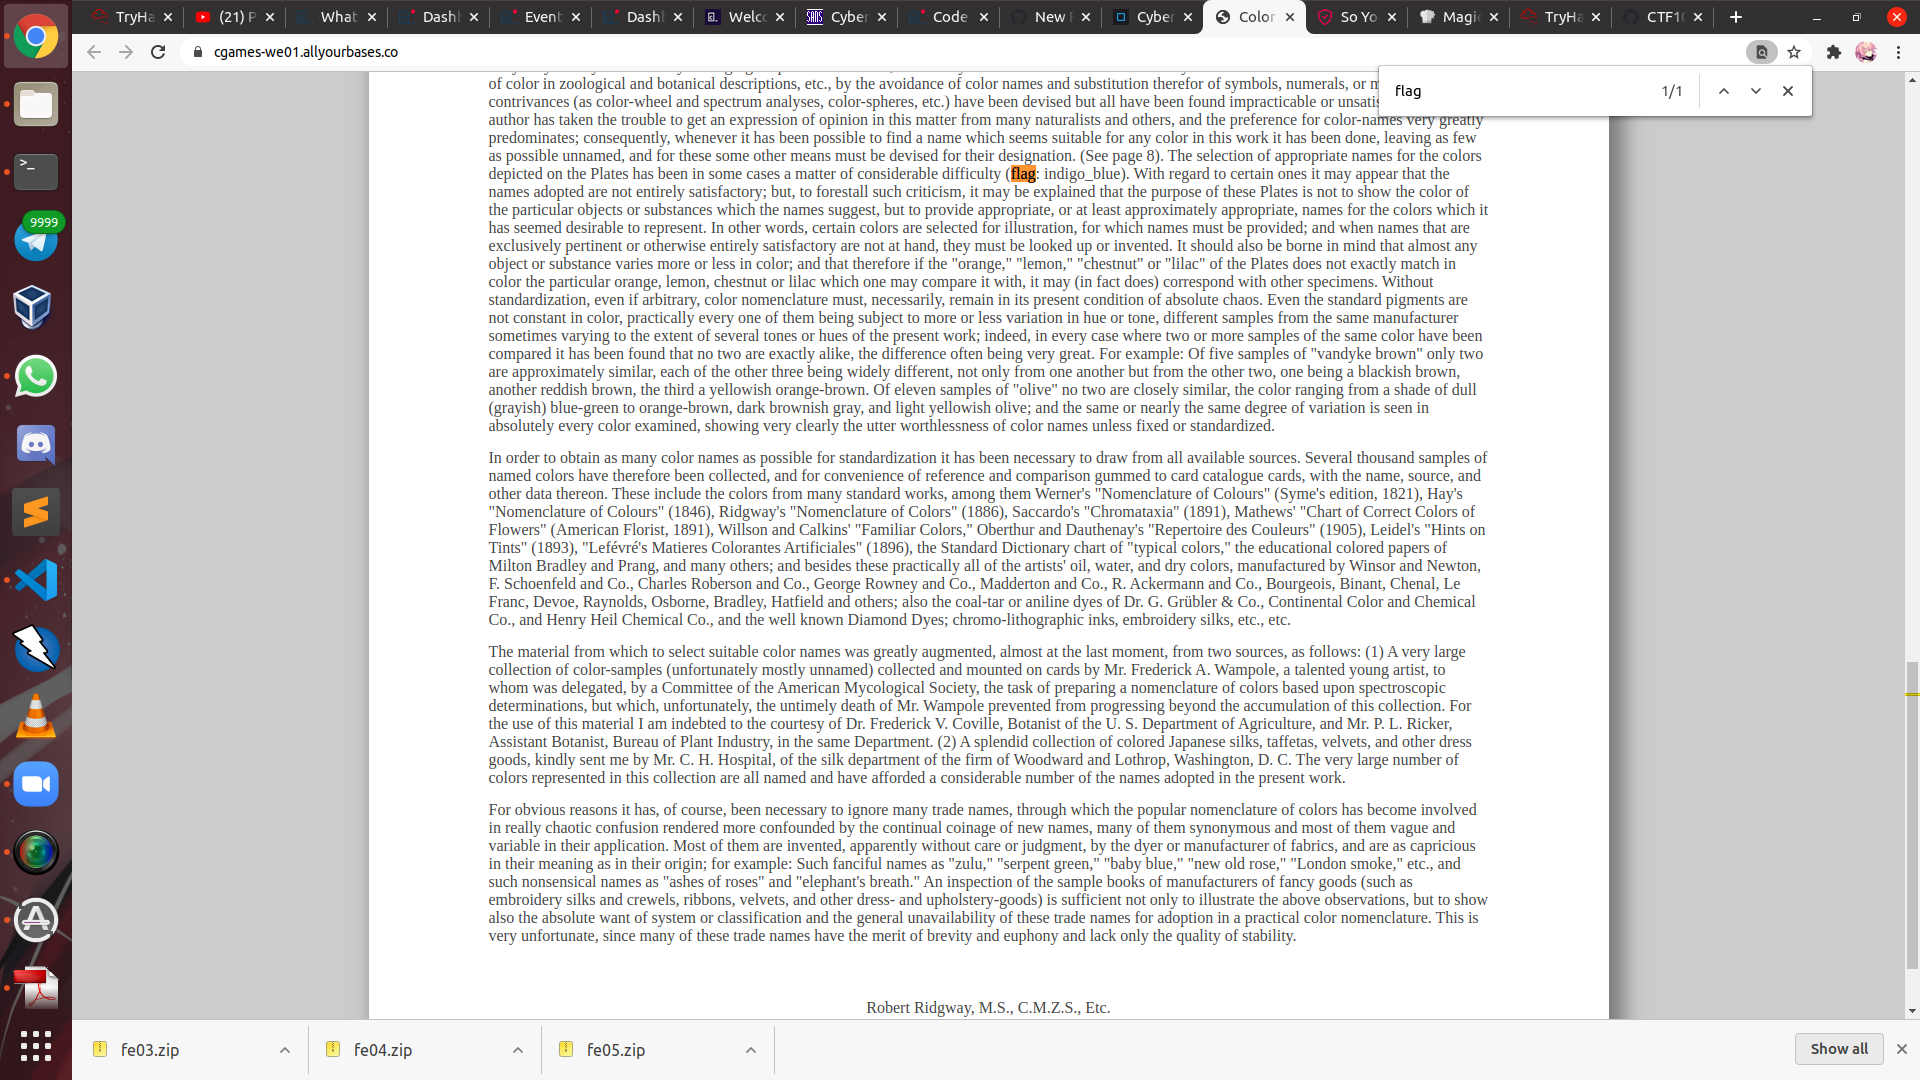 TryHa
(21) P
What
Dashl
Event
Dashl
Welco
Cyber
Code
New F
Cyber
Color
So Yo
Magic
TryHa
CTF10
cgames-we01.allyourbases.co
flag
1/1
of color in zoological and botanical descriptions, etc., by the avoidance of color names and substitution therefor of symbols, numerals, or m
contrivances (as color-wheel and spectrum analyses, color-spheres, etc.) have been devised but all have been found impracticable or unsatis
author has taken the trouble to get an expression of opinion in this matter from many naturalists and others, and the preference for color-names very greatly
predominates; consequently, whenever it has been possible to find a name which seems suitable for any color in this work it has been done, leaving as few
as possible unnamed, and for these some other means must be devised for their designation. (See page 8). The selection of appropriate names for the colors
depicted on the Plates has been in some cases a matter of considerable difficulty (flag: indigo_blue). With regard to certain ones it may appear that the
names adopted are not entirely satisfactory; but, to forestall such criticism, it may be explained that the purpose of these Plates is not to show the color of
the particular objects or substances which the names suggest, but to provide appropriate, or at least approximately appropriate, names for the colors which it
has seemed desirable to represent. In other words, certain colors are selected for illustration, for which names must be provided; and when names that are
exclusively pertinent or otherwise entirely satisfactory are not at hand, they must be looked up or invented. It should also be borne in mind that almost any
object or substance varies more or less in color; and that therefore if the "orange," "lemon," "chestnut" or "lilac" of the Plates does not exactly match in
color the particular orange, lemon, chestnut or lilac which one may compare it with, it may (in fact does) correspond with other specimens. Without
standardization, even if arbitrary, color nomenclature must, necessarily, remain in its present condition of absolute chaos. Even the standard pigments are
not constant in color, practically every one of them being subject to more or less variation in hue or tone, different samples from the same manufacturer
sometimes varying to the extent of several tones or hues of the present work; indeed, in every case where two or more samples of the same color have been
compared it has been found that no two are exactly alike, the difference often being very great. For example: Of five samples of "vandyke brown" only two
are approximately similar, each of the other three being widely different, not only from one another but from the other two, one being a blackish brown,
another reddish brown, the third a yellowish orange-brown. Of eleven samples of "olive" no two are closely similar, the color ranging from a shade of dull
(grayish) blue-green to orange-brown, dark brownish gray, and light yellowish olive; and the same or nearly the same degree of variation is seen in
absolutely every color examined, showing very clearly the utter worthlessness of color names unless fixed or standardized.
In order to obtain as many color names as possible for standardization it has been necessary to draw from all available sources. Several thousand samples of
named colors have therefore been collected, and for convenience of reference and comparison gummed to card catalogue cards, with the name, source, and
other data thereon. These include the colors from many standard works, among them Werner's "Nomenclature of Colours" (Syme's edition, 1821), Hay's
"Nomenclature of Colours" (1846), Ridgway's "Nomenclature of Colors" (1886), Saccardo's "Chromataxia" (1891), Mathews' "Chart of Correct Colors of
Flowers" (American Florist, 1891), Willson and Calkins' "Familiar Colors," Oberthur and Dauthenay's "Repertoire des Couleurs" (1905), Leidel's "Hints on
Tints" (1893), "Lefévré's Matieres Colorantes Artificiales" (1896), the Standard Dictionary chart of "typical colors," the educational colored papers of
Milton Bradley and Prang, and many others; and besides these practically all of the artists' oil, water, and dry colors, manufactured by Winsor and Newton,
F. Schoenfeld and Co., Charles Roberson and Co., George Rowney and Co., Madderton and Co., R. Ackermann and Co., Bourgeois, Binant, Chenal, Le
Franc, Devoe, Raynolds, Osborne, Bradley, Hatfield and others; also the coal-tar or aniline dyes of Dr. G. Grübler & Co., Continental Color and Chemical
Co., and Henry Heil Chemical Co., and the well known Diamond Dyes; chromo-lithographic inks, embroidery silks, etc., etc.
The material from which to select suitable color names was greatly augmented, almost at the last moment, from two sources, as follows: (1) A very large
collection of color-samples (unfortunately mostly unnamed) collected and mounted on cards by Mr. Frederick A. Wampole, a talented young artist, to
whom was delegated, by a Committee of the American Mycological Society, the task of preparing a nomenclature of colors based upon spectroscopic
determinations, but which, unfortunately, the untimely death of Mr. Wampole prevented from progressing beyond the accumulation of this collection. For
the use of this material I am indebted to the courtesy of Dr. Frederick V. Coville, Botanist of the U. S. Department of Agriculture, and Mr. P. L. Ricker,
Assistant Botanist, Bureau of Plant Industry, in the same Department. (2) A splendid collection of colored Japanese silks, taffetas, velvets, and other dress
goods, kindly sent me by Mr. C. H. Hospital, of the silk department of the firm of Woodward and Lothrop, Washington, D. C. The very large number of
colors represented in this collection are all named and have afforded a considerable number of the names adopted in the present work.
For obvious reasons it has, of course, been necessary to ignore many trade names, through which the popular nomenclature of colors has become involved
in really chaotic confusion rendered more confounded by the continual coinage of new names, many of them synonymous and most of them vague and
variable in their application. Most of them are invented, apparently without care or judgment, by the dyer or manufacturer of fabrics, and are as capricious
in their meaning as in their origin; for example: Such fanciful names as "zulu," "serpent green," "baby blue," "new old rose," "London smoke," etc., and
such nonsensical names as "ashes of roses" and "elephant's breath." An inspection of the sample books of manufacturers of fancy goods (such as
embroidery silks and crewels, ribbons, velvets, and other dress- and upholstery-goods) is sufficient not only to illustrate the above observations, but to show
also the absolute want of system or classification and the general unavailability of these trade names for adoption in a practical color nomenclature. This is
very unfortunate, since many of these trade names have the merit of brevity and euphony and lack only the quality of stability.
Robert Ridgway, M.S., C.M.Z.S., Etc.
9999
fe03.zip
fe04.zip
fe05.zip
Show all